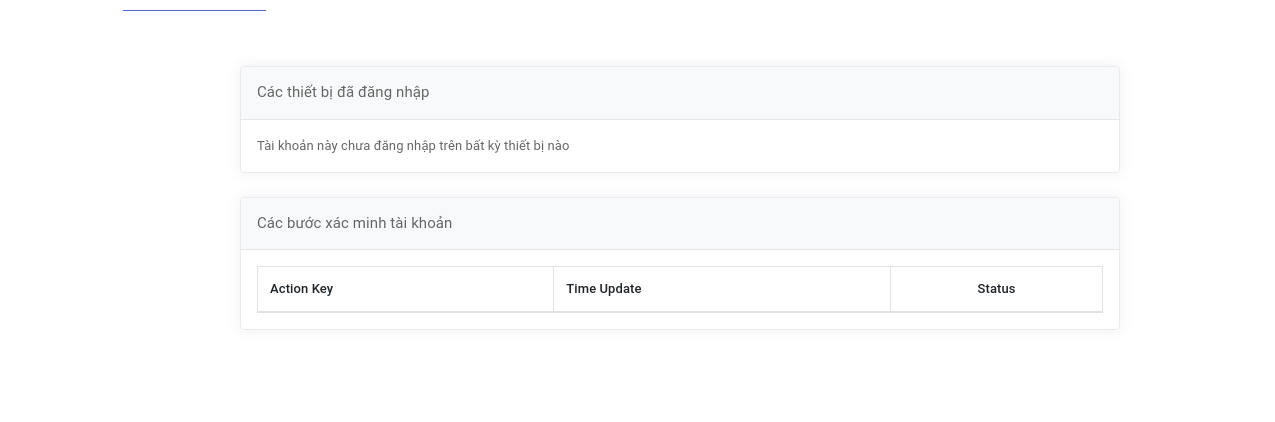 Các thiết bị đã đăng nhập
Tài khoản này chưa đăng nhập trên bất kỳ thiết bị nào
Các bước xác minh tài khoản
Action Key Time Update Status